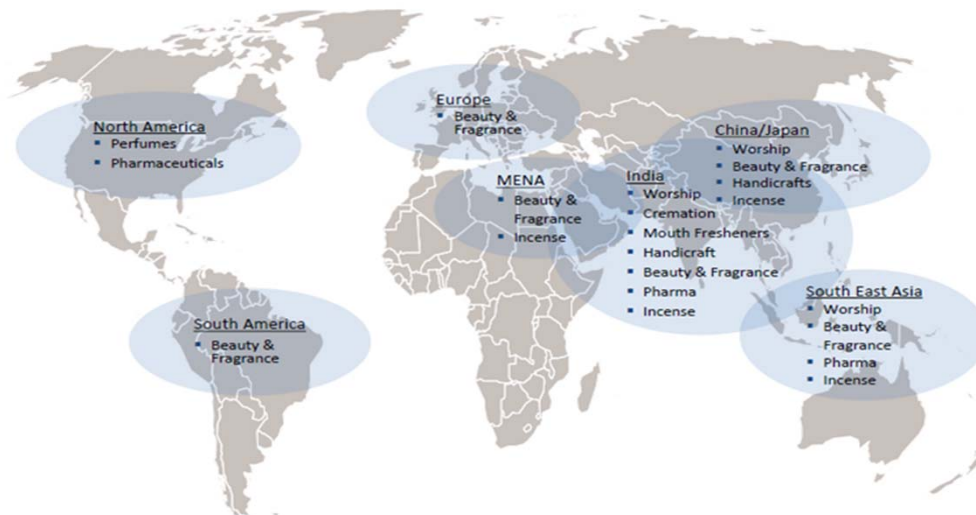 North America
▪ Perfumes
▪ Pharmaceuticals
Europe
▪ Beauty &
Fragrance
MENA
▪ Beauty &
Fragrance
▪ Incense
India
▪ Worship
▪ Cremation
▪ Mouth Fresheners
▪ Handicraft
▪ Beauty & Fragrance
▪ Pharma
▪ Incense
China/Japan
▪ Worship
▪ Beauty & Fragrance
▪ Handicrafts
▪ Incense
South America
▪ Beauty &
Fragrance
South East Asia
▪ Worship
▪ Beauty &
Fragrance
▪ Pharma
▪ Incense